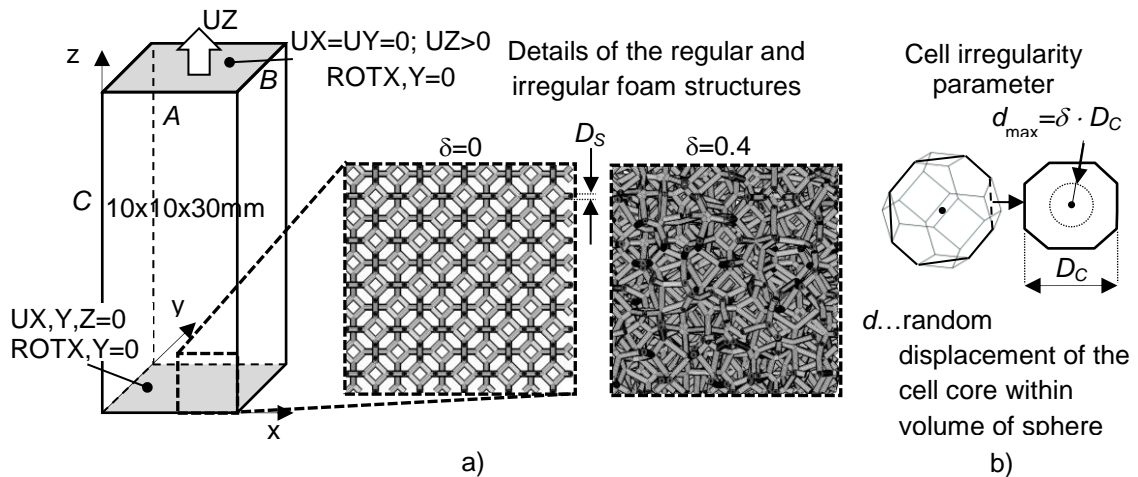 UZ
UX=UY=0; UZ>0
ROTX,Y=0
z
B
A
C
10x10x30mm
y
UX,Y,Z=0
ROTX,Y=0
x
Details of the regular and
irregular foam structures
δ=0
D_S
δ=0.4
a)
Cell irregularity
parameter
d_max=δ · D_C
D_C
d…random
displacement of the
cell core within
volume of sphere
b)